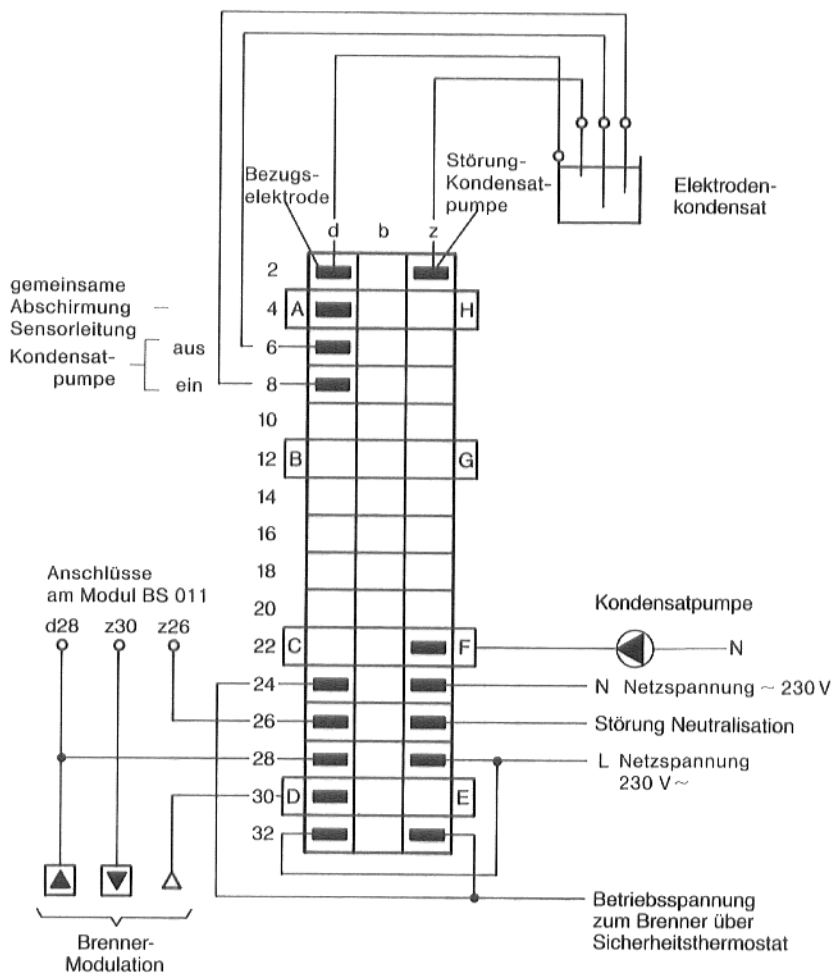 Bezugs-
elektrode
Störung-
Kondensat-
pumpe
Elektroden-
kondensat
d b z
gemeinsame
Abschirmung
Sensorleitung
Kondensat-
pumpe
aus
ein
2
4 A H
6
8
10
12 B G
14
16
18
20
22 C F
24
26
28
30 D E
32
Anschlüsse
am Modul BS 011
d28 z30 z26
Kondensatpumpe
N
N Netzspannung ~ 230 V
Störung Neutralisation
L Netzspannung
230 V ~
Betriebsspannung
zum Brenner über
Sicherheitsthermostat
Brenner-
Modulation